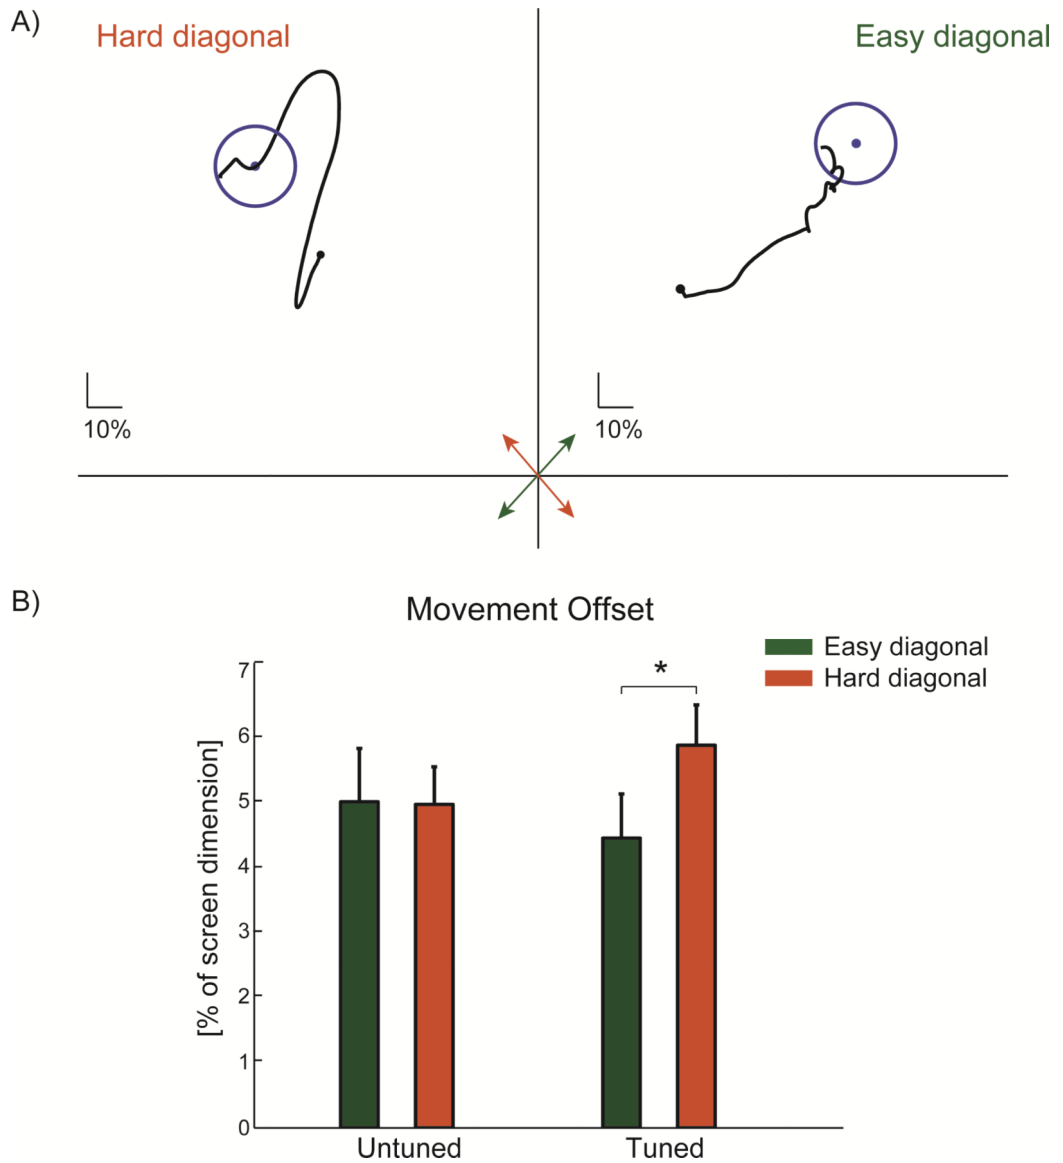 A)
Hard diagonal
Easy diagonal
10%
10%
B)
Movement Offset
Easy diagonal
Hard diagonal
*
[% of screen dimension]
7
6
5
4
3
2
1
0
Untuned
Tuned